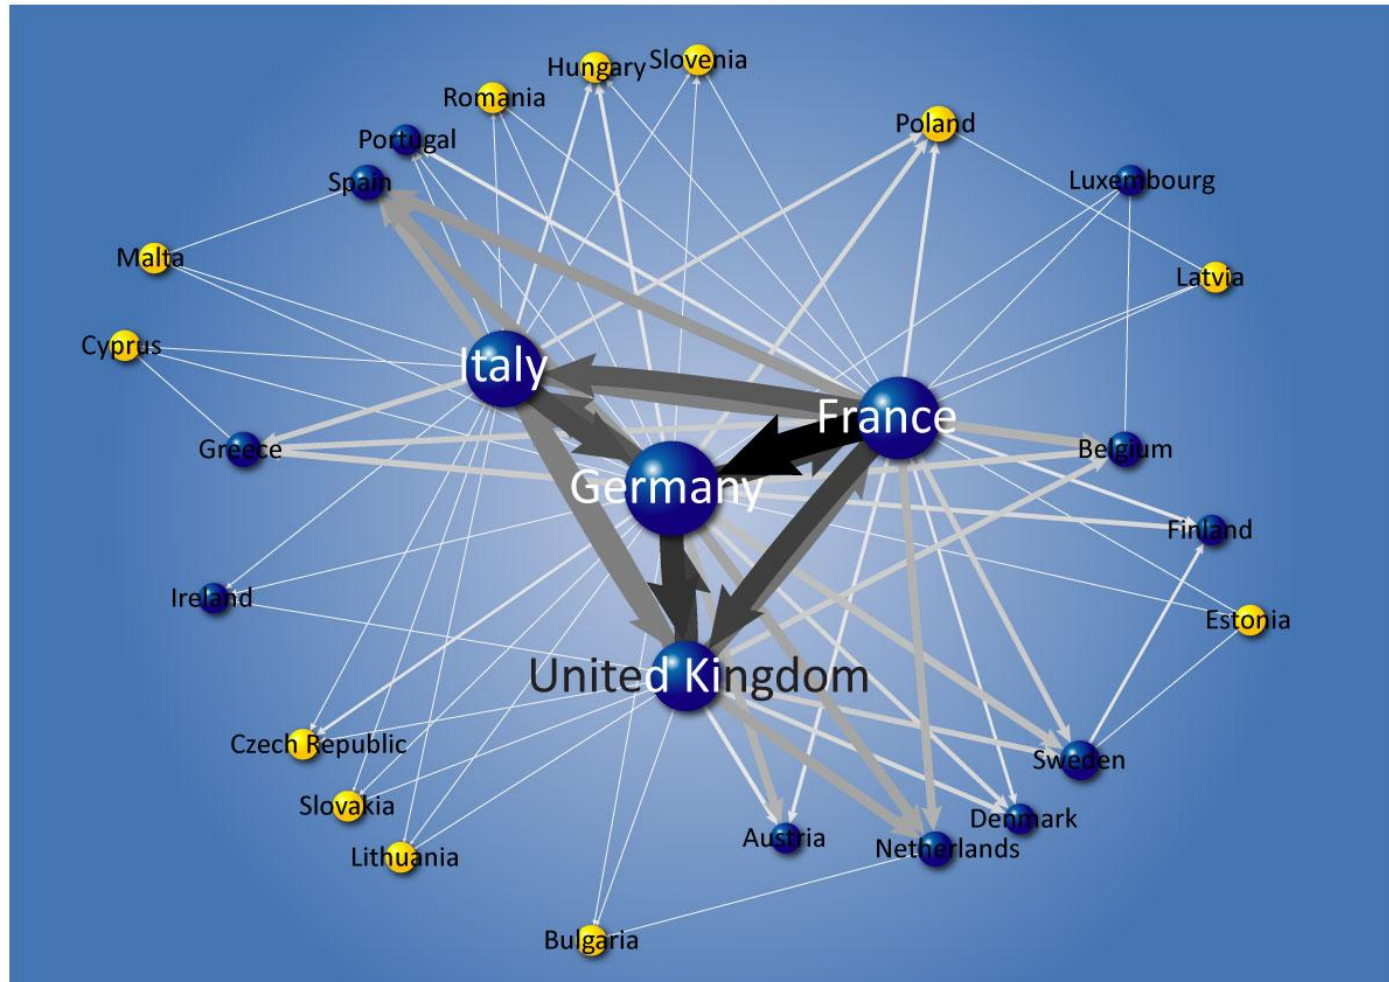 Slovenia
Hungary
Romania
Poland
Portugal
Spain
Luxembourg
Malta
Latvia
Cyprus
Italy
France
Greece
Belgium
Germany
Finland
Ireland
Estonia
United Kingdom
Czech Republic
Sweden
Slovakia
Denmark
Austria
Netherlands
Lithuania
Bulgaria